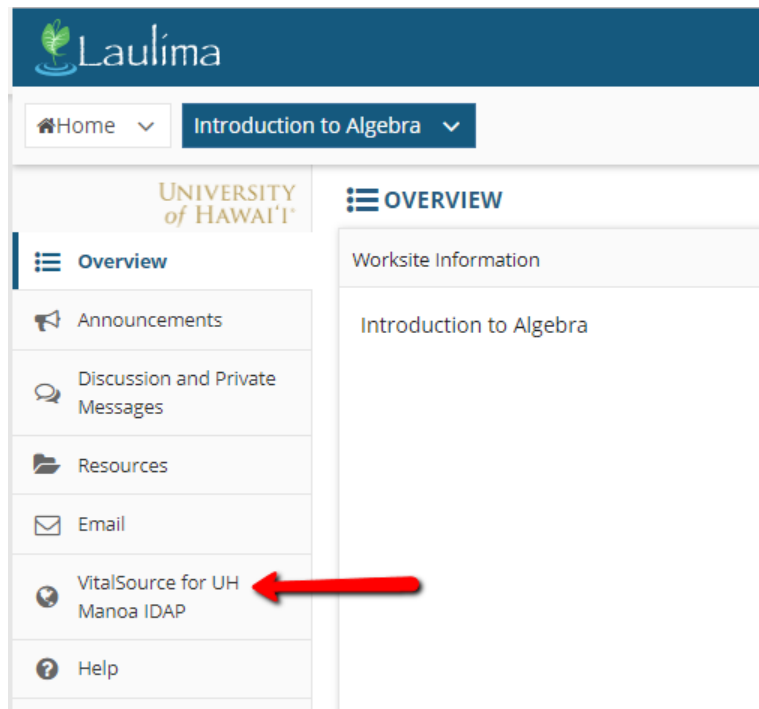 Laulima
Home
Introduction to Algebra
UNIVERSITY
of HAWAI‘I®
Overview
Announcements
Discussion and Private
Messages
Resources
Email
VitalSource for UH
Manoa IDAP
Help
OVERVIEW
Worksite Information
Introduction to Algebra